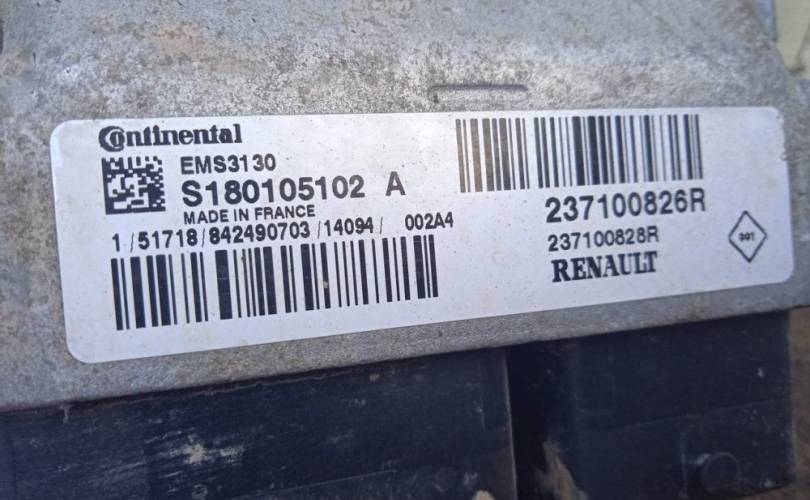 Continental
EMS3130
S180105102 A
MADE IN FRANCE
1/51718/842490703/14094/ 002A4
237100826R
237100828R
RENAULT